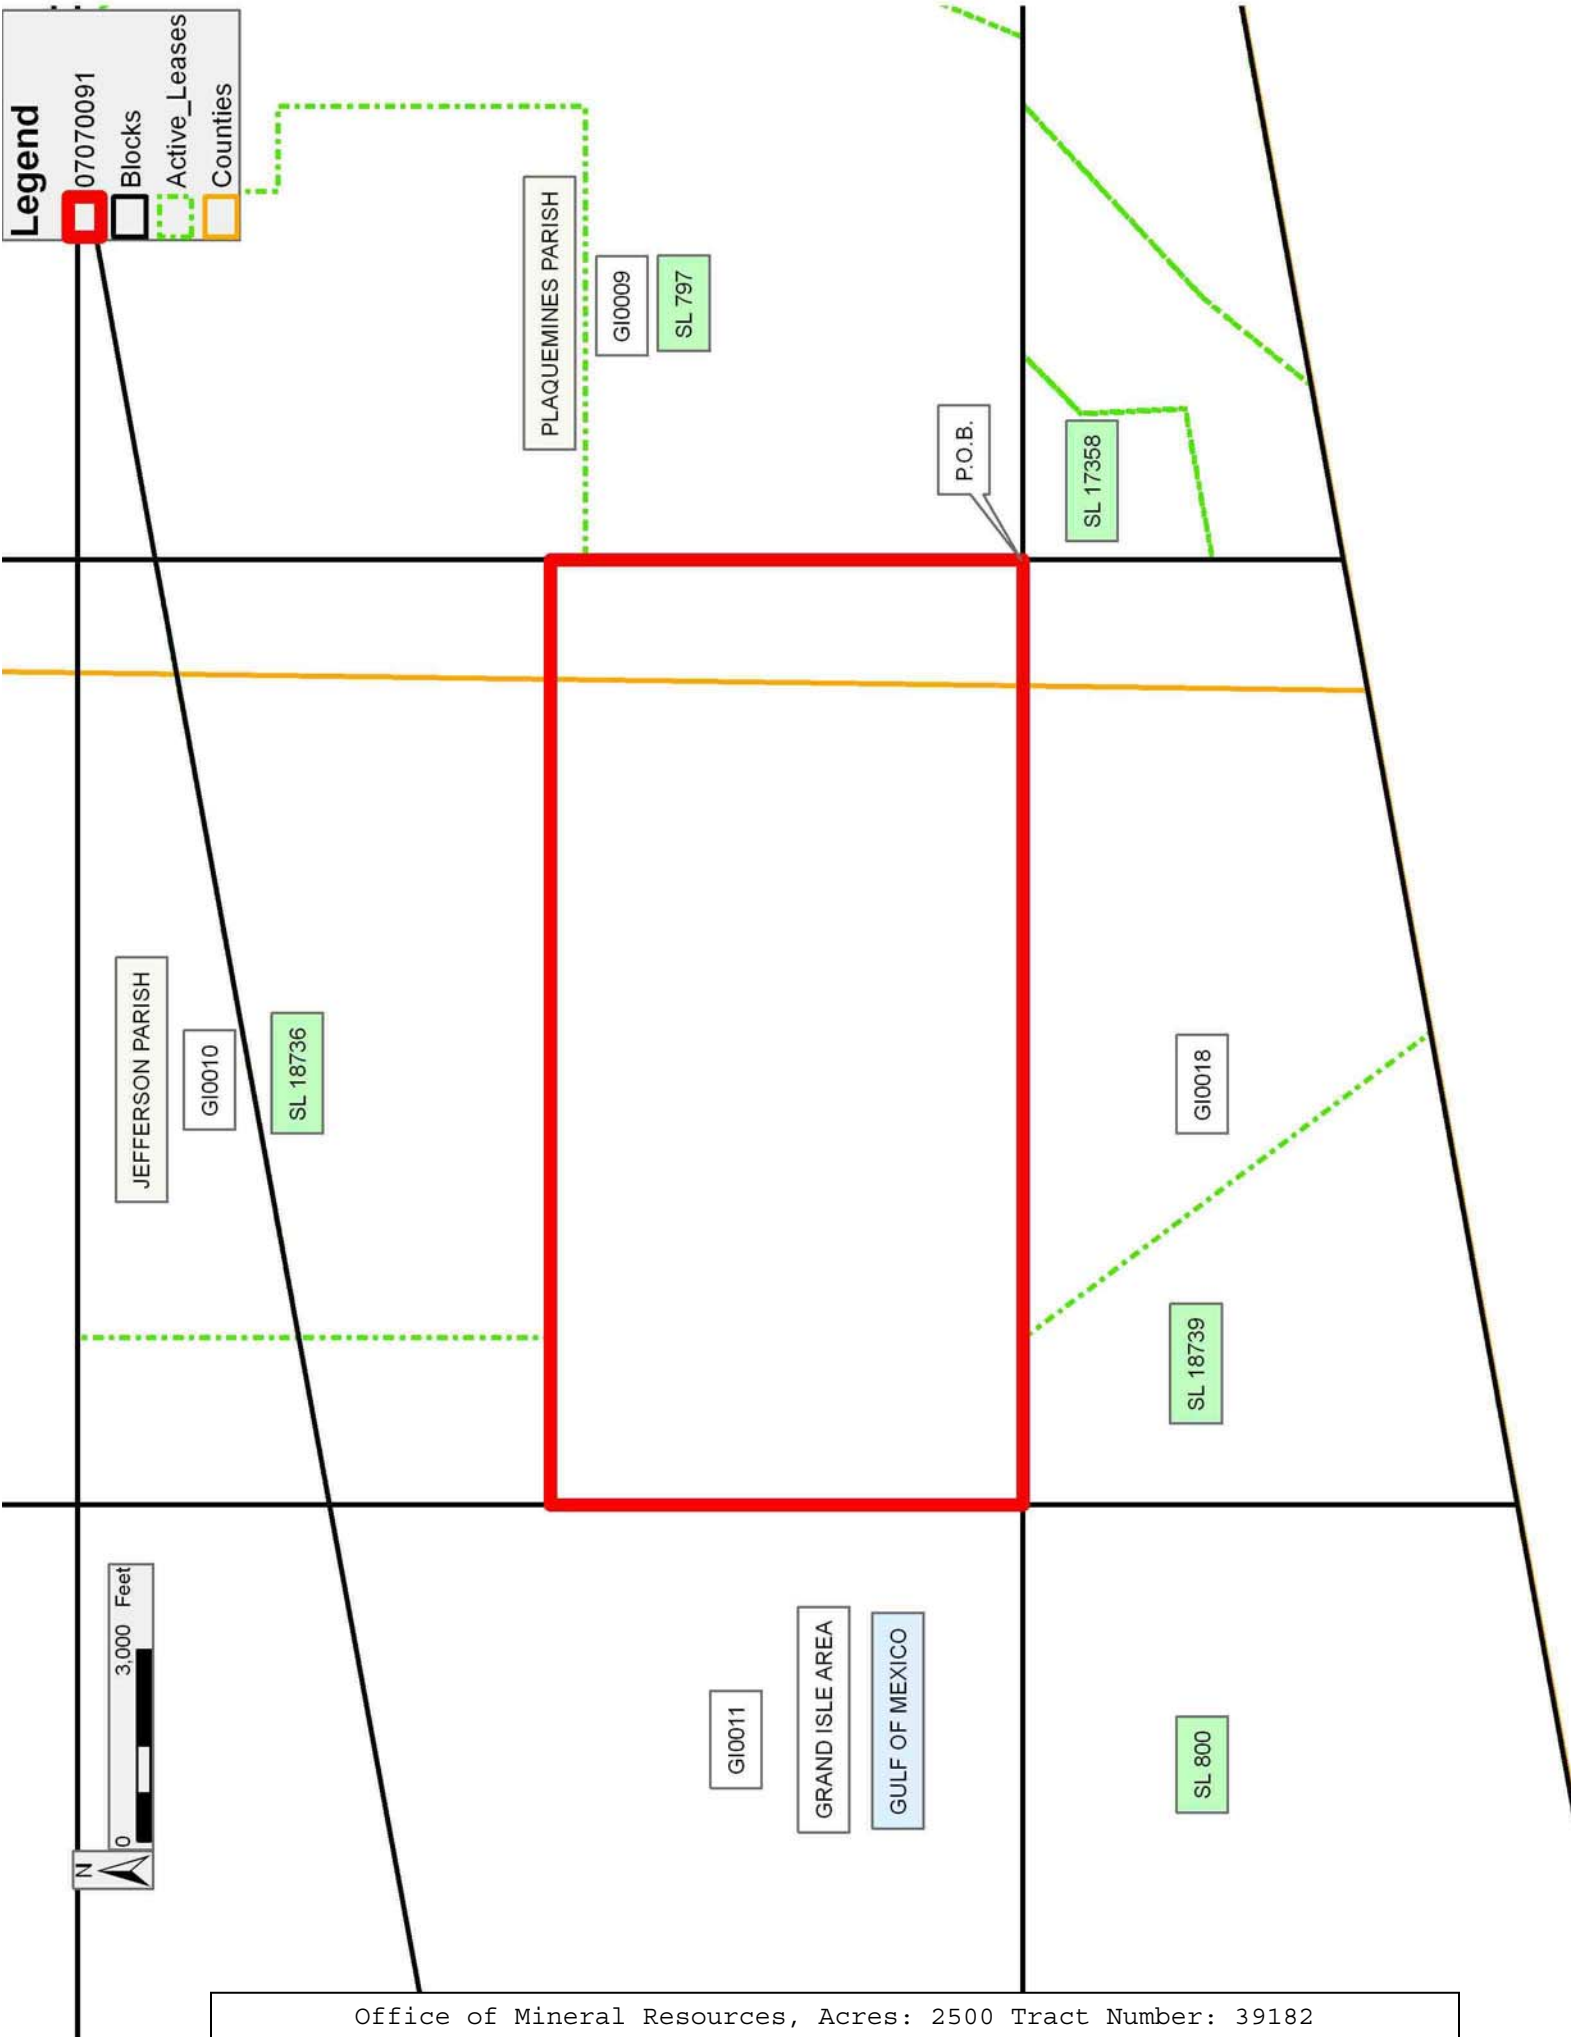 Legend
07070091
Blocks
Active_Leases
Counties
PLAQUEMINES PARISH
GI0009
SL 797
P.O.B.
SL 17358
JEFFERSON PARISH
GI0010
SL 18736
GI0018
SL 18739
0 3,000 Feet
N
GI0011
GRAND ISLE AREA
GULF OF MEXICO
SL 800
Office of Mineral Resources, Acres: 2500 Tract Number: 39182